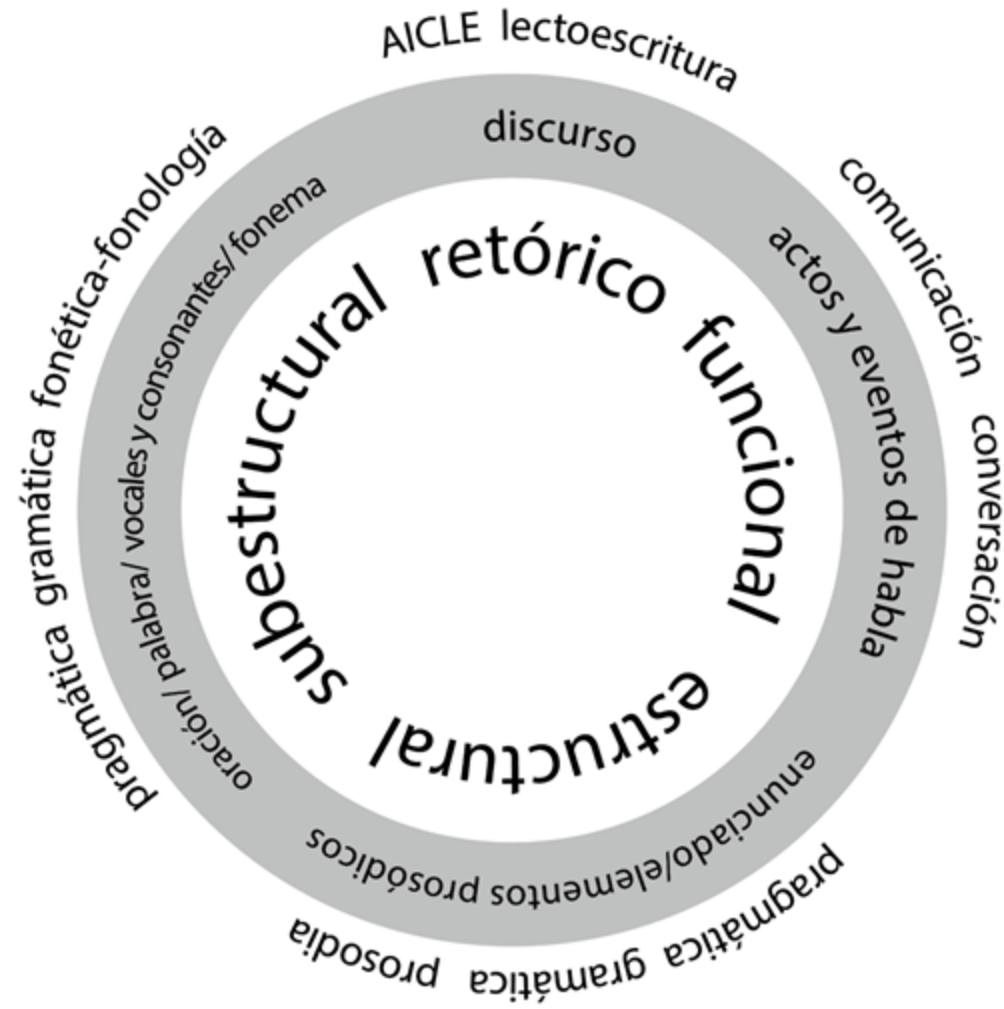 AICLE lectoescritura
comunicación conversación
pragmática gramática prosodia
pragmática gramática fonética-fonología
discurso
actos y eventos de habla
enunciado/elementos prosódicos
oración/ palabra/ vocales y consonantes/ fonema
retórico
funcional
estructural
subestructural